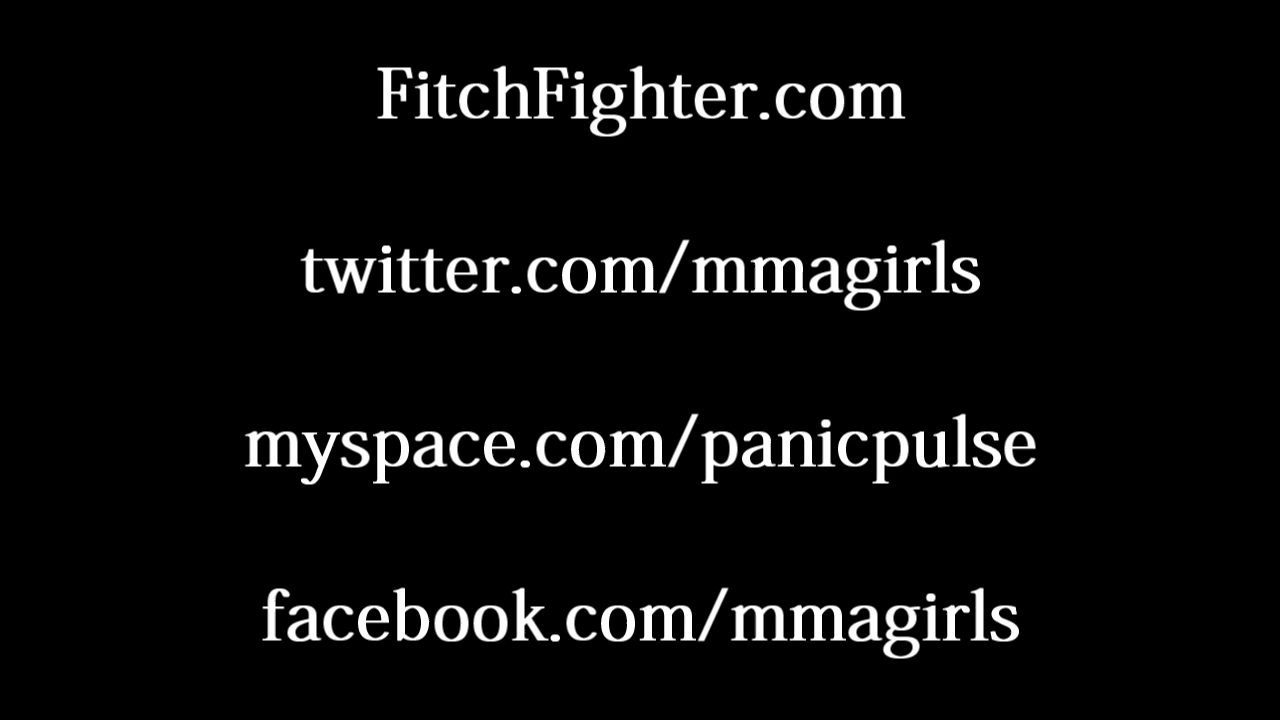 FitchFighter.com
twitter.com/mmagirls
myspace.com/panicpulse
facebook.com/mmagirls